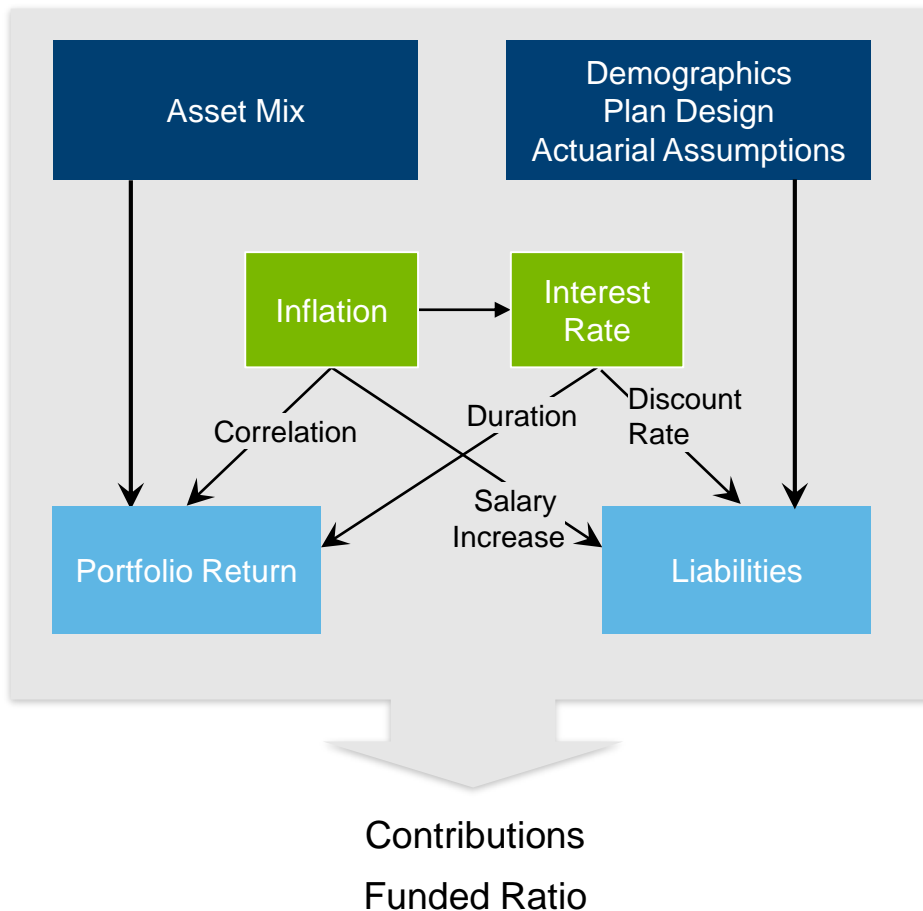 Asset Mix
Demographics
Plan Design
Actuarial Assumptions
Inflation
Interest
Rate
Correlation
Duration
Discount
Rate
Salary
Increase
Portfolio Return
Liabilities
Contributions
Funded Ratio